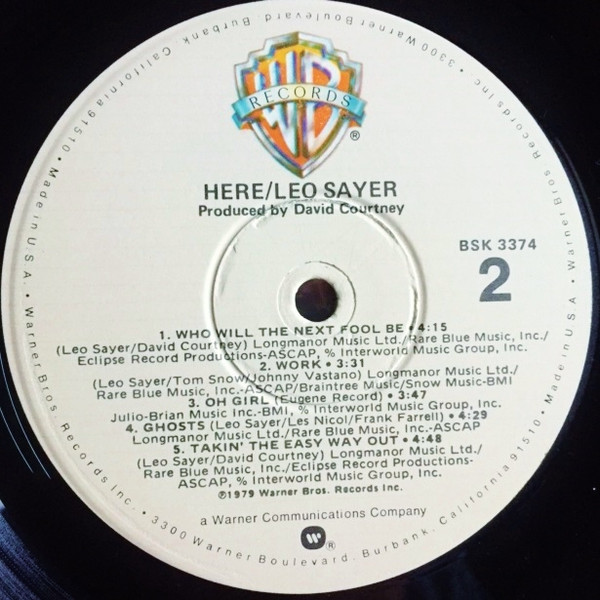 WB
RECORDS
®
HERE/LEO SAYER
Produced by David Courtney
BSK 3374
2
1. WHO WILL THE NEXT FOOL BE • 4:15
(Leo Sayer/David Courtney) Longmanor Music Ltd./Rare Blue Music, Inc./
Eclipse Record Productions-ASCAP, % Interworld Music Group, Inc.
2. WORK • 3:31
(Leo Sayer/Tom Snow/Johnny Vastano) Longmanor Music Ltd./
Rare Blue Music, Inc.-ASCAP/Braintree Music/Snow Music-BMI
3. OH GIRL (Eugene Record) • 3:47
Julio-Brian Music Inc.-BMI, % Interworld Music Group, Inc.
4. GHOSTS (Leo Sayer/Les Nicol/Frank Farrell) • 4:29
Longmanor Music Ltd./Rare Blue Music, Inc.-ASCAP
5. TAKIN' THE EASY WAY OUT • 4:48
(Leo Sayer/David Courtney) Longmanor Music Ltd./
Rare Blue Music, Inc./Eclipse Record Productions-
ASCAP, % Interworld Music Group, Inc.
℗1979 Warner Bros. Records Inc.
a Warner Communications Company
®
Warner Bros. Records Inc. • 3300 Warner Boulevard, Burbank, California 91510 • Made in U.S.A. •
Warner Bros. Records Inc. • 3300 Warner Boulevard, Burbank, California 91510 • Made in U.S.A. •